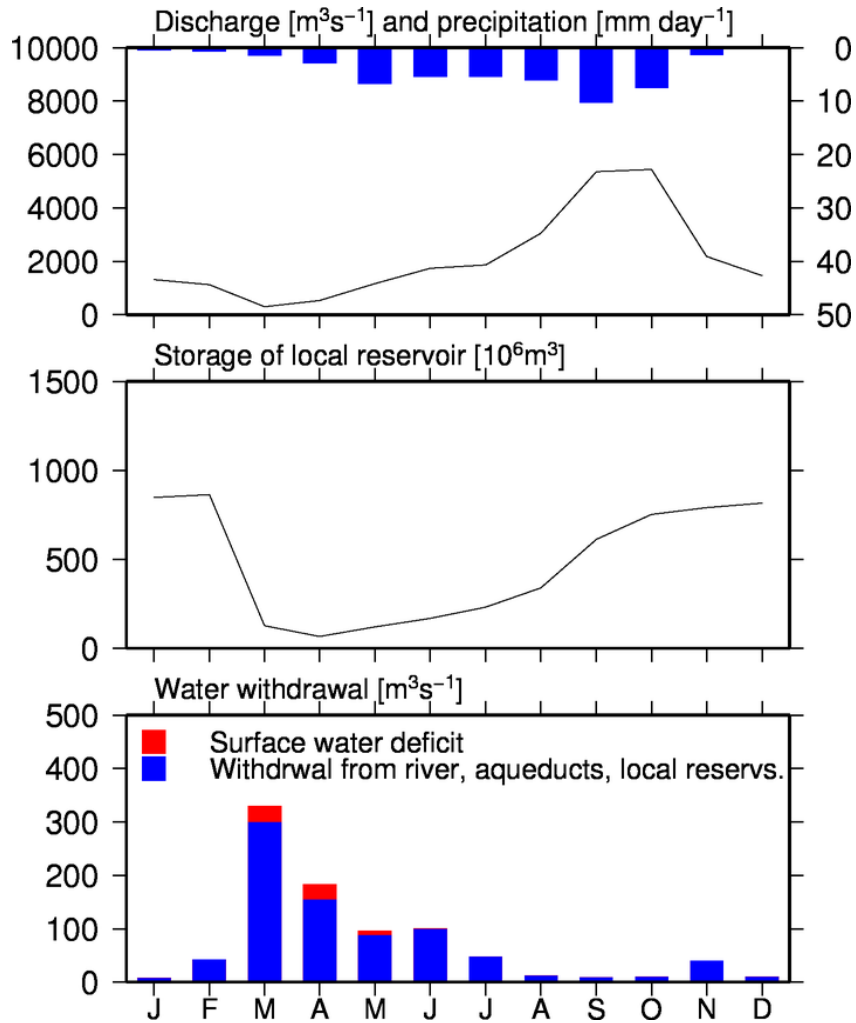 Discharge [m³s⁻¹] and precipitation [mm day⁻¹]
10000 0
8000 10
6000 20
4000 30
2000 40
0 50
Storage of local reservoir [10⁶m³]
1500
1000
500
0
Water withdrawal [m³s⁻¹]
500
400
300
200
100
0
Surface water deficit
Withdrwal from river, aqueducts, local reservs.
J F M A M J J A S O N D